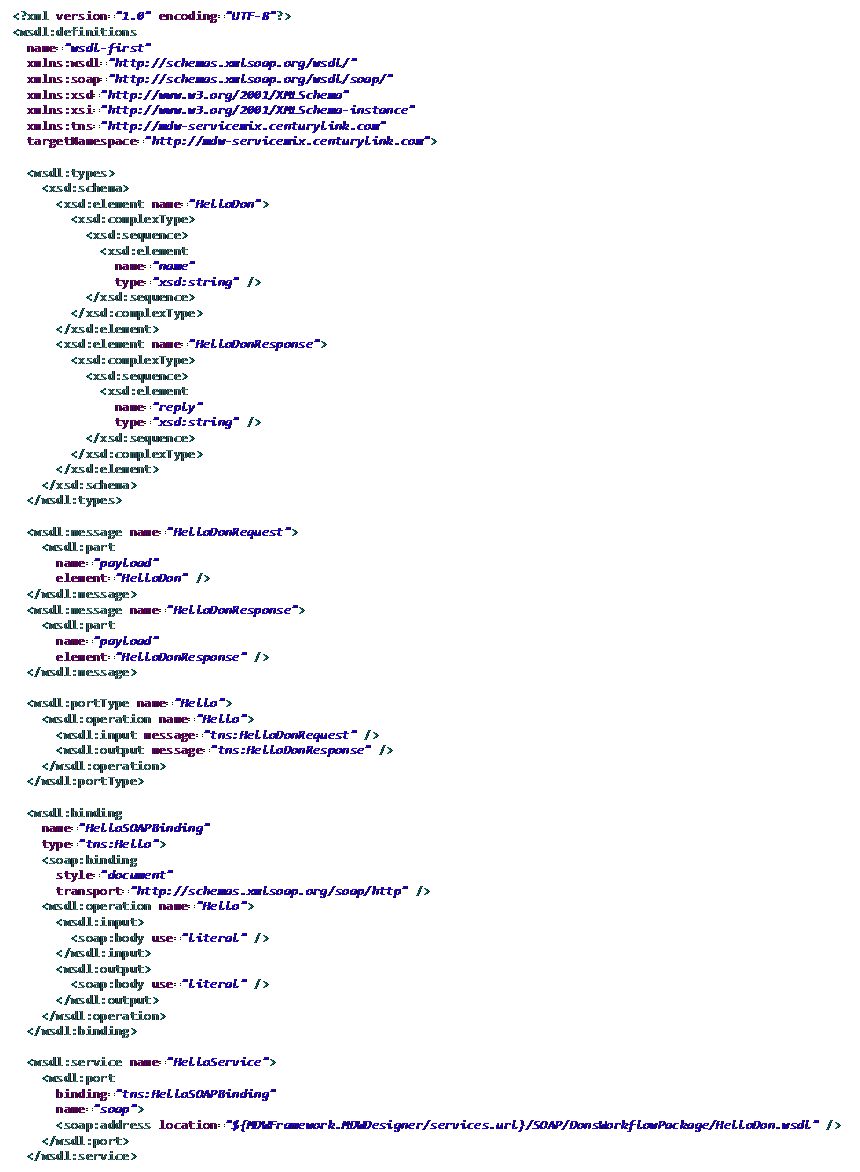 <?xml version="1.0" encoding="UTF-8"?>
<wsdl:definitions
name="wsdl-first"
xmlns:wsdl="http://schemas.xmlsoap.org/wsdl/"
xmlns:soap="http://schemas.xmlsoap.org/wsdl/soap/"
xmlns:xsd="http://www.w3.org/2001/XMLSchema"
xmlns:xsi="http://www.w3.org/2001/XMLSchema-instance"
xmlns:tns="http://mdw-servicemix.centurylink.com"
targetNamespace="http://mdw-servicemix.centurylink.com">
<wsdl:types>
<xsd:schema>
<xsd:element name="HelloDon">
<xsd:complexType>
<xsd:sequence>
<xsd:element
name="name"
type="xsd:string" />
</xsd:sequence>
</xsd:complexType>
</xsd:element>
<xsd:element name="HelloDonResponse">
<xsd:complexType>
<xsd:sequence>
<xsd:element
name="reply"
type="xsd:string" />
</xsd:sequence>
</xsd:complexType>
</xsd:element>
</xsd:schema>
</wsdl:types>
<wsdl:message name="HelloDonRequest">
<wsdl:part
name="payload"
element="HelloDon" />
</wsdl:message>
<wsdl:message name="HelloDonResponse">
<wsdl:part
name="payload"
element="HelloDonResponse" />
</wsdl:message>
<wsdl:portType name="Hello">
<wsdl:operation name="Hello">
<wsdl:input message="tns:HelloDonRequest" />
<wsdl:output message="tns:HelloDonResponse" />
</wsdl:operation>
</wsdl:portType>
<wsdl:binding
name="HelloSOAPBinding"
type="tns:Hello">
<soap:binding
style="document"
transport="http://schemas.xmlsoap.org/soap/http" />
<wsdl:operation name="Hello">
<wsdl:input>
<soap:body use="literal" />
</wsdl:input>
<wsdl:output>
<soap:body use="literal" />
</wsdl:output>
</wsdl:operation>
</wsdl:binding>
<wsdl:service name="HelloService">
<wsdl:port
binding="tns:HelloSOAPBinding"
name="soap">
<soap:address location="${MDWFramework.MDWDesigner/services.url}/SOAP/DonsWorkflowPackage/HelloDon.wsdl" />
</wsdl:port>
</wsdl:service>